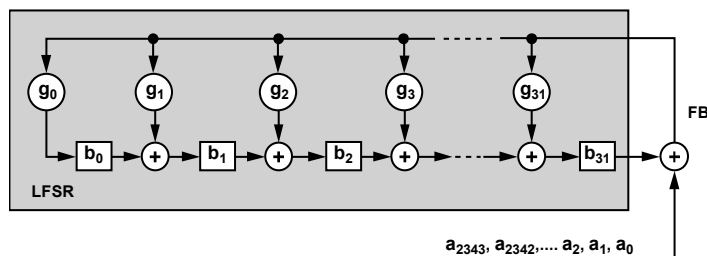 g₀ g₁ g₂ g₃ g₃₁
FB
b₀ + b₁ + b₂ + + b₃₁ +
LFSR
a₂₃₄₃, a₂₃₄₂,.... a₂, a₁, a₀